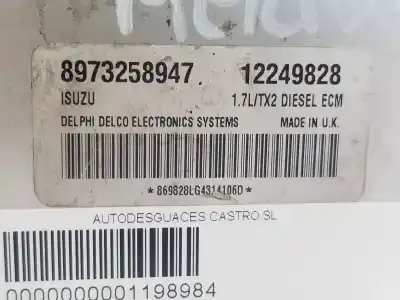 8973258947 12249828
ISUZU 1.7L/TX2 DIESEL ECM
DELPHI DELCO ELECTRONICS SYSTEMS MADE IN U.K.
*869828LG4314106D*
AUTODESGUACES CASTRO SL
0000000001198984